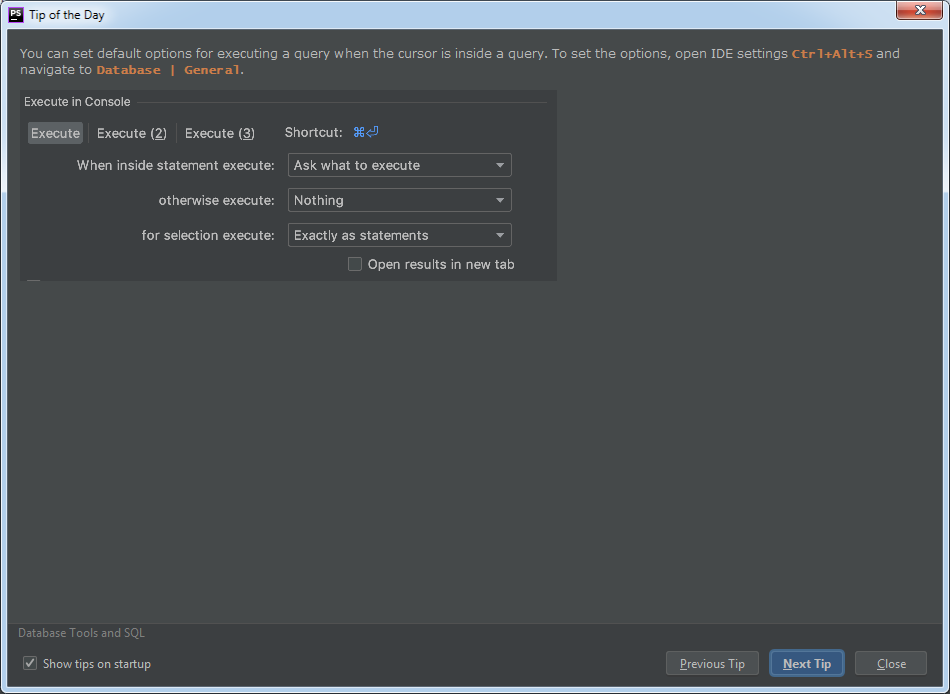 PS Tip of the Day
You can set default options for executing a query when the cursor is inside a query. To set the options, open IDE settings Ctrl+Alt+S and
navigate to Database | General.
Execute in Console
Execute Execute (2) Execute (3) Shortcut: ⌘⏎
When inside statement execute: Ask what to execute
otherwise execute: Nothing
for selection execute: Exactly as statements
Open results in new tab
Database Tools and SQL
Show tips on startup Previous Tip Next Tip Close